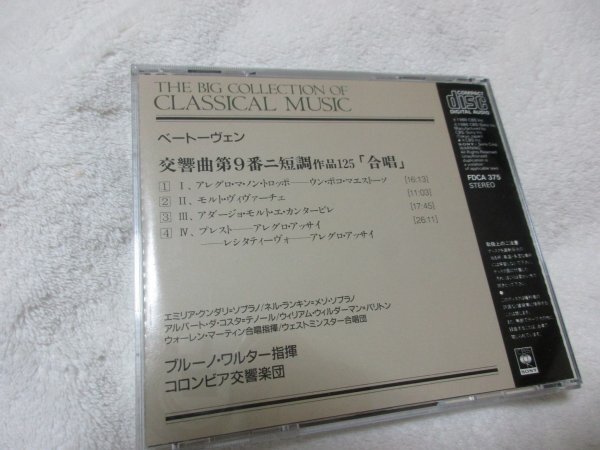 THE BIG COLLECTION OF
CLASSICAL MUSIC
ベートーヴェン
交響曲第9番ニ短調作品125「合唱」
1 I、アレグロ・マ・ノン・トロッポ――ウン・ポコ・マエストーソ [16:13]
2 II、モルト・ヴィヴァーチェ [11:03]
3 III、アダージョ・モルト・エ・カンタービレ [17:45]
4 IV、プレスト――アレグロ・アッサイ [26:11]
――レシタティーヴォ――アレグロ・アッサイ
エミリア・クンダリ=ソプラノ/ネル・ランキン=メゾ・ソプラノ
アルバート・ダ・コスタ=テノール/ウィリアム・ウィルダーマン=バリトン
ウォーレン・マーティン合唱指揮/ウェストミンスター合唱団
ブルーノ・ワルター指揮
コロンビア交響楽団
COMPACT
disc
DIGITAL AUDIO
FDCA 375
STEREO
取扱上のご注意
CBS
SONY